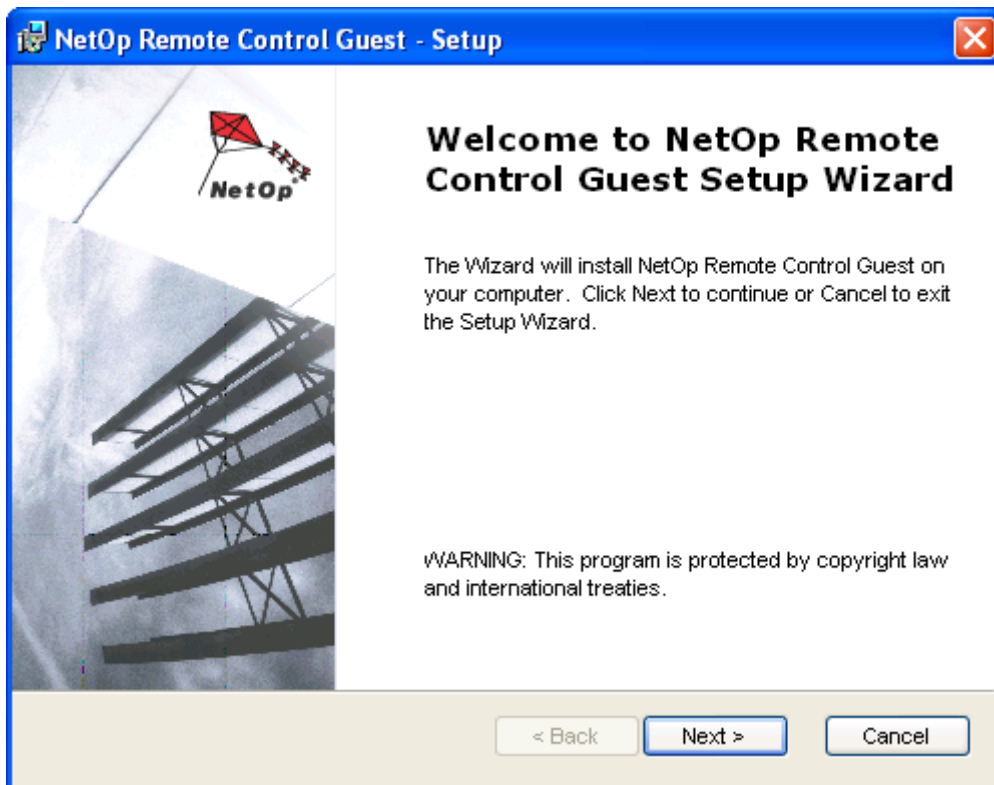 NetOp Remote Control Guest - Setup
NetOp®
Welcome to NetOp Remote
Control Guest Setup Wizard
The Wizard will install NetOp Remote Control Guest on
your computer.  Click Next to continue or Cancel to exit
the Setup Wizard.
WARNING: This program is protected by copyright law
and international treaties.
< Back
Next >
Cancel